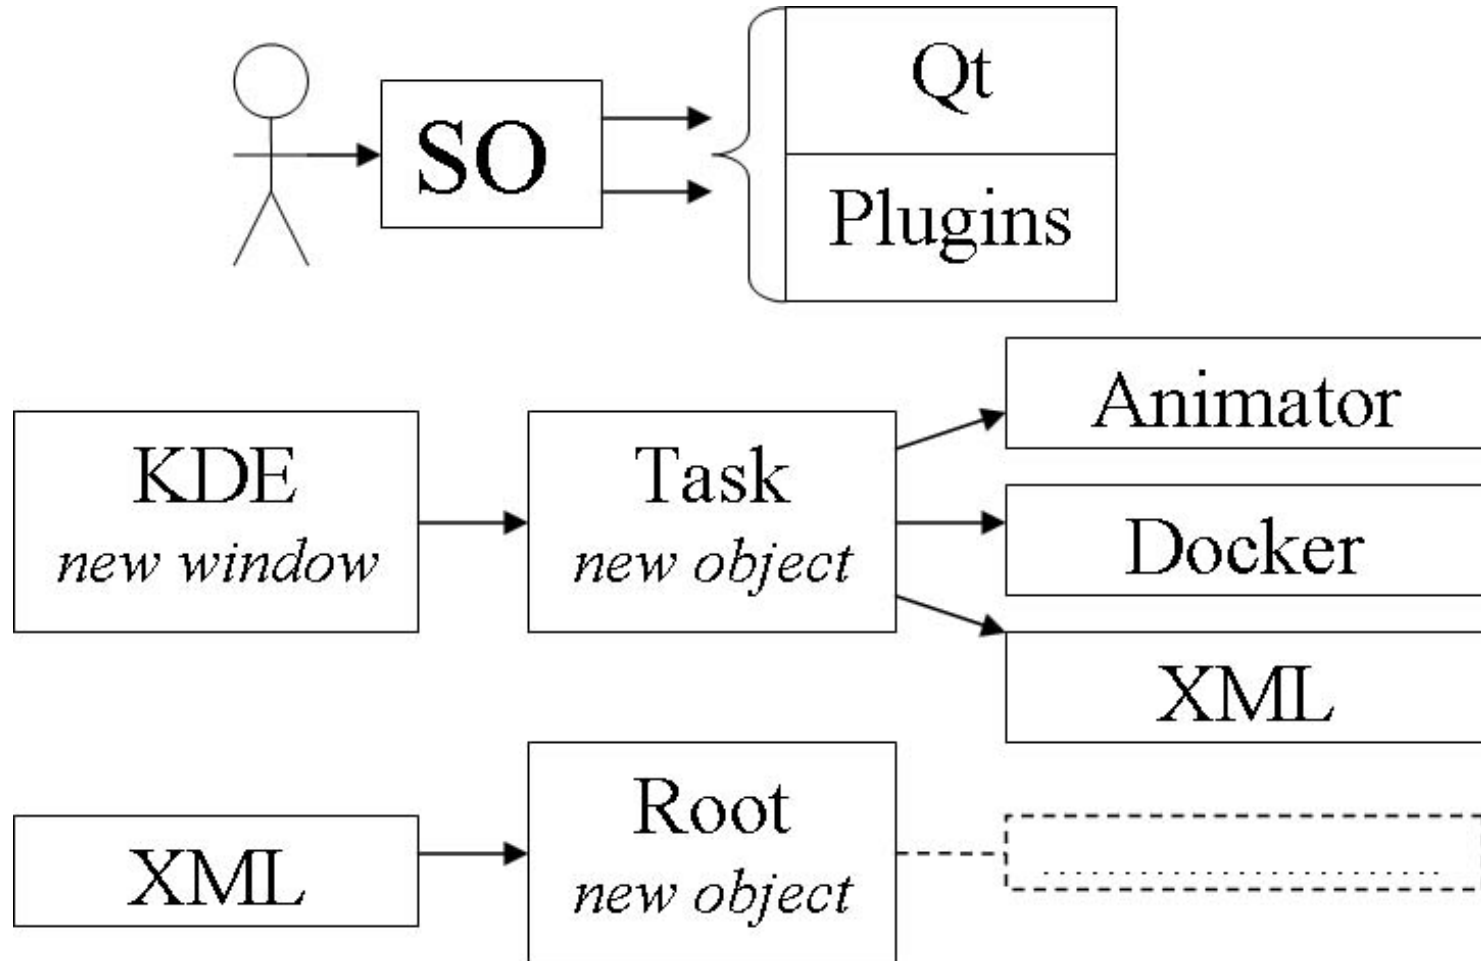 SO
Qt
Plugins
KDE
new window
Task
new object
Animator
Docker
XML
XML
Root
new object